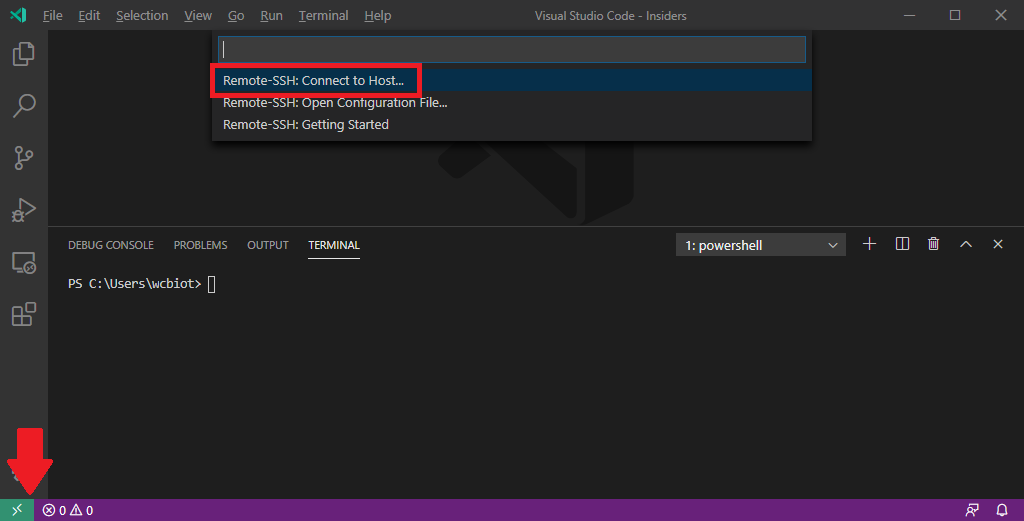 File Edit Selection View Go Run Terminal Help Visual Studio Code - Insiders
Remote-SSH: Connect to Host...
Remote-SSH: Open Configuration File...
Remote-SSH: Getting Started
DEBUG CONSOLE PROBLEMS OUTPUT TERMINAL 1: powershell
PS C:\Users\wcbiot>
0 0